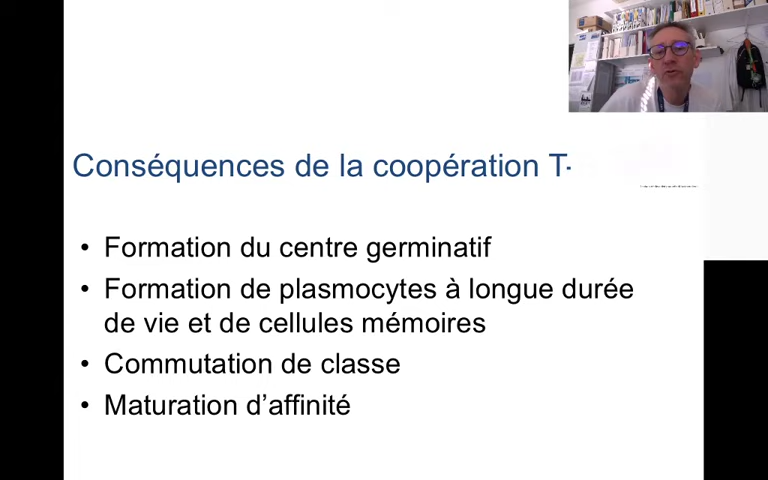 Conséquences de la coopération T-
• Formation du centre germinatif
• Formation de plasmocytes à longue durée
de vie et de cellules mémoires
• Commutation de classe
• Maturation d’affinité